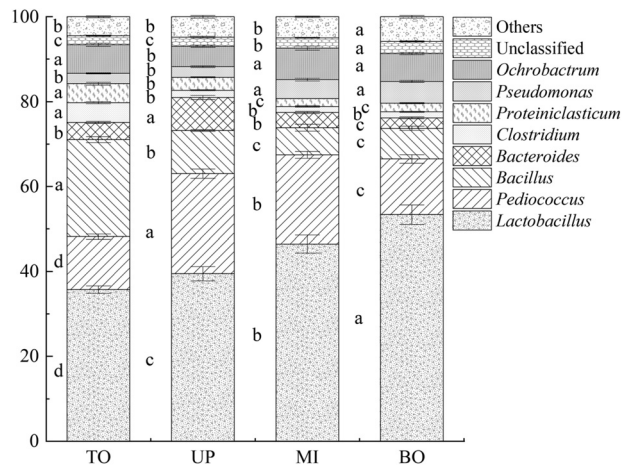 100
80
60
40
20
0
b
c
a
b
a
a
b
a
d
d
b
c
b
b
b
b
a
b
a
c
b
b
a
a
c
b
b
c
b
b
a
a
a
a
c
b
c
c
c
a
TO
UP
MI
BO
Others
Unclassified
Ochrobactrum
Pseudomonas
Proteiniclasticum
Clostridium
Bacteroides
Bacillus
Pediococcus
Lactobacillus